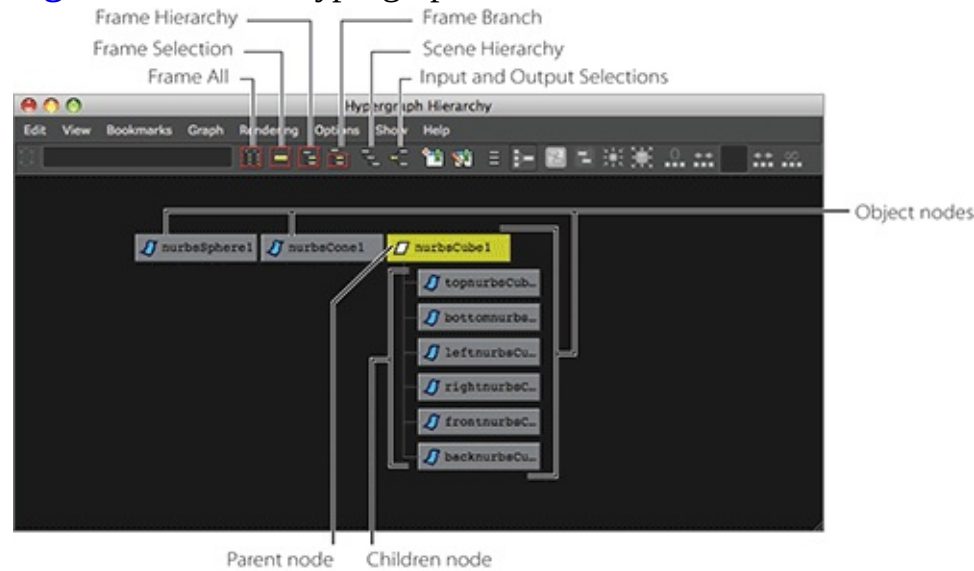 Frame Hierarchy
Frame Branch
Frame Selection
Scene Hierarchy
Frame All
Input and Output Selections
Hypergraph Hierarchy
Edit View Bookmarks Graph Rendering Options Show Help
Object nodes
nurbsSphere1 nurbsCone1 nurbsCube1
topnurbsCub...
bottomnurbs...
leftnurbsCu...
rightnurbsC...
frontnurbsC...
backnurbsCu...
Parent node Children node